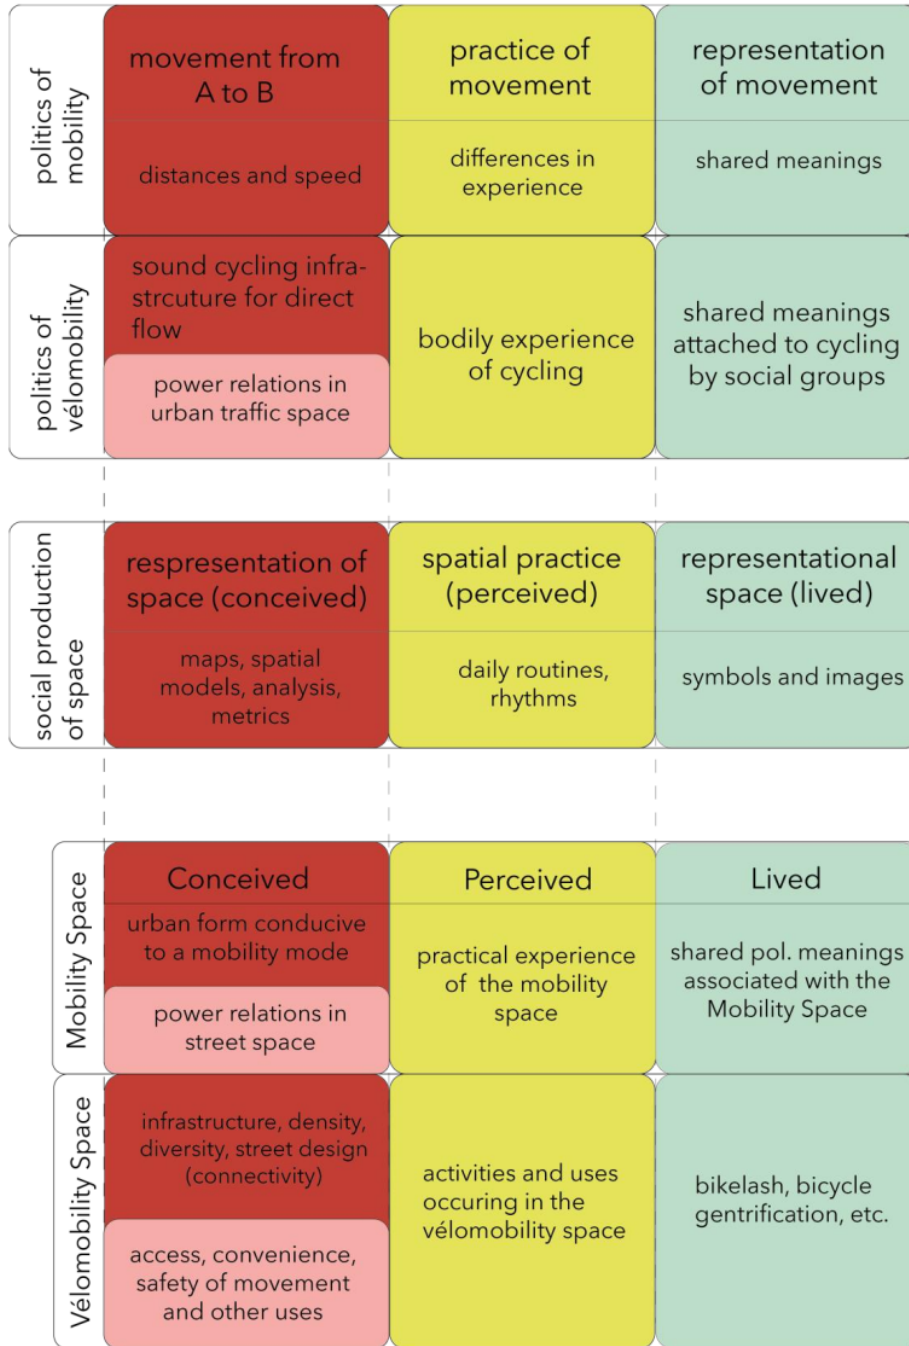 politics of
mobility
movement from
A to B
distances and speed
practice of
movement
differences in
experience
representation
of movement
shared meanings
politics of
vélomobility
sound cycling infra-
strcuture for direct
flow
power relations in
urban traffic space
bodily experience
of cycling
shared meanings
attached to cycling
by social groups
social production
of space
respresentation of
space (conceived)
maps, spatial
models, analysis,
metrics
spatial practice
(perceived)
daily routines,
rhythms
representational
space (lived)
symbols and images
Mobility Space
Conceived
urban form conducive
to a mobility mode
power relations in
street space
Perceived
practical experience
of the mobility
space
Lived
shared pol. meanings
associated with the
Mobility Space
Vélomobility Space
infrastructure, density,
diversity, street design
(connectivity)
access, convenience,
safety of movement
and other uses
activities and uses
occuring in the
vélomobility space
bikelash, bicycle
gentrification, etc.